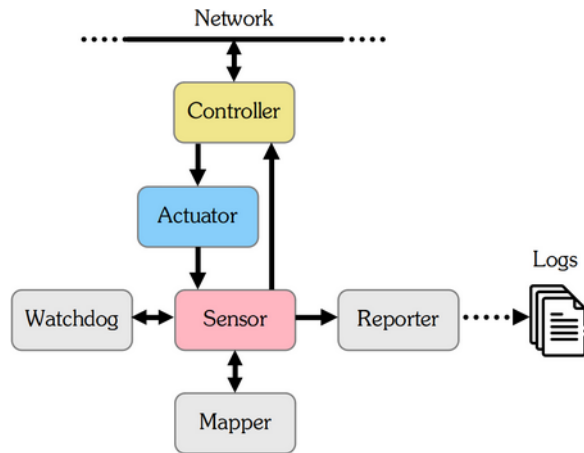 Network
Controller
Actuator
Logs
Watchdog
Sensor
Reporter
Mapper